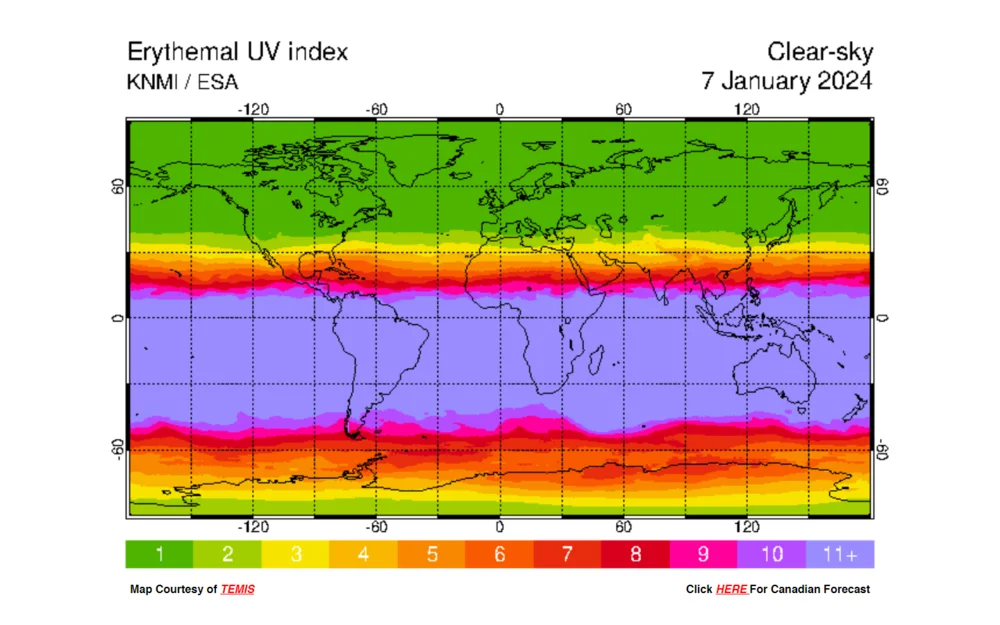 Erythemal UV index
Clear-sky
KNMI / ESA
7 January 2024
-120 -60 0 60 120
60 60
0 0
-60 -60
-120 -60 0 60 120
1 2 3 4 5 6 7 8 9 10 11+
Map Courtesy of TEMIS
Click HERE For Canadian Forecast